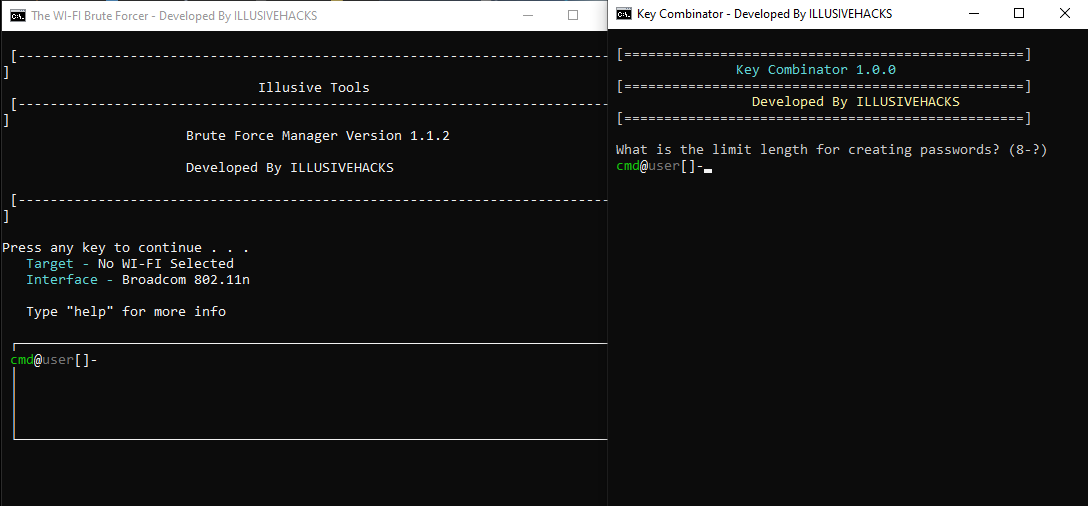 The WI-FI Brute Forcer - Developed By ILLUSIVEHACKS
[--------------------------------------------------------------------------
]
Illusive Tools
[--------------------------------------------------------------------------
]
Brute Force Manager Version 1.1.2
Developed By ILLUSIVEHACKS
[--------------------------------------------------------------------------
]
Press any key to continue . . .
Target - No WI-FI Selected
Interface - Broadcom 802.11n
Type "help" for more info
cmd@user[]-
Key Combinator - Developed By ILLUSIVEHACKS
[==================================================]
Key Combinator 1.0.0
[==================================================]
Developed By ILLUSIVEHACKS
[==================================================]
What is the limit length for creating passwords? (8-?)
cmd@user[]-